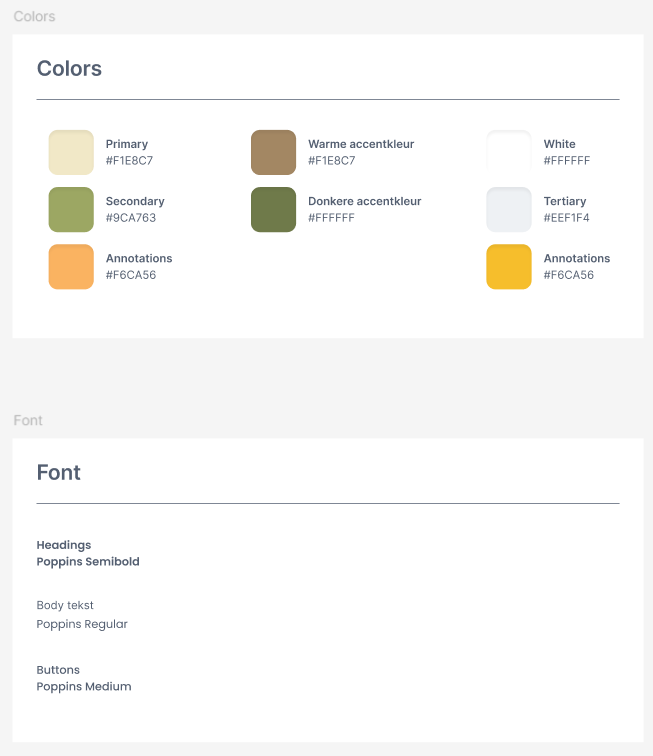 Colors
Colors
Primary
#F1E8C7
Warme accentkleur
#F1E8C7
White
#FFFFFF
Secondary
#9CA763
Donkere accentkleur
#FFFFFF
Tertiary
#EEF1F4
Annotations
#F6CA56
Annotations
#F6CA56
Font
Font
Headings
Poppins Semibold
Body tekst
Poppins Regular
Buttons
Poppins Medium